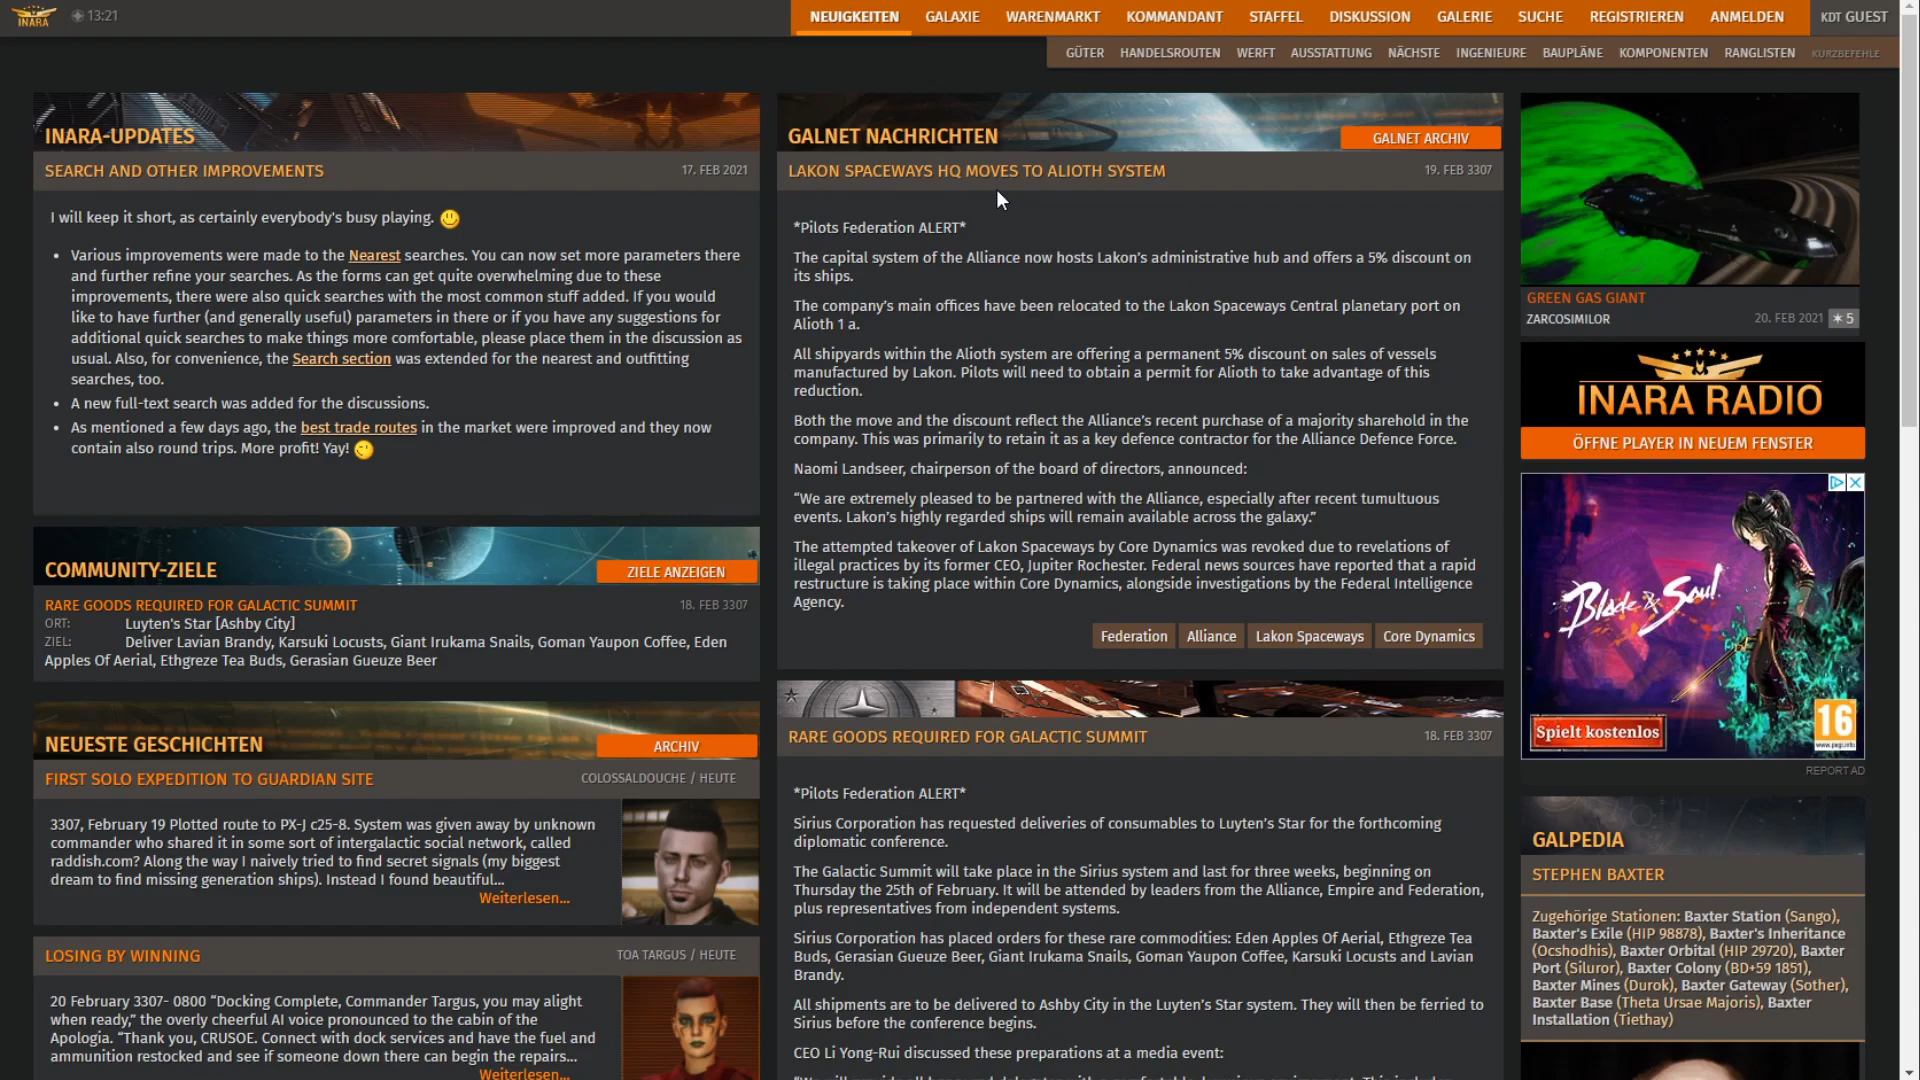 INARA
13:21
NEUIGKEITEN GALAXIE WARENMARKT KOMMANDANT STAFFEL DISKUSSION GALERIE SUCHE REGISTRIEREN ANMELDEN KDT GUEST
GÜTER HANDELSROUTEN WERFT AUSSTATTUNG NÄCHSTE INGENIEURE BAUPLÄNE KOMPONENTEN RANGLISTEN KURZBEFEHLE
INARA-UPDATES
SEARCH AND OTHER IMPROVEMENTS 17. FEB 2021
I will keep it short, as certainly everybody's busy playing.
• Various improvements were made to the Nearest searches. You can now set more parameters there
and further refine your searches. As the forms can get quite overwhelming due to these
improvements, there were also quick searches with the most common stuff added. If you would
like to have further (and generally useful) parameters in there or if you have any suggestions for
additional quick searches to make things more comfortable, please place them in the discussion as
usual. Also, for convenience, the Search section was extended for the nearest and outfitting
searches, too.
• A new full-text search was added for the discussions.
• As mentioned a few days ago, the best trade routes in the market were improved and they now
contain also round trips. More profit! Yay!
COMMUNITY-ZIELE ZIELE ANZEIGEN
RARE GOODS REQUIRED FOR GALACTIC SUMMIT 18. FEB 3307
ORT: Luyten's Star [Ashby City]
ZIEL: Deliver Lavian Brandy, Karsuki Locusts, Giant Irukama Snails, Goman Yaupon Coffee, Eden
Apples Of Aerial, Ethgreze Tea Buds, Gerasian Gueuze Beer
NEUESTE GESCHICHTEN ARCHIV
FIRST SOLO EXPEDITION TO GUARDIAN SITE COLOSSALDOUCHE / HEUTE
3307, February 19 Plotted route to PX-J c25-8. System was given away by unknown
commander who shared it in some sort of intergalactic social network, called
raddish.com? Along the way I naively tried to find secret signals (my biggest
dream to find missing generation ships). Instead I found beautiful...
Weiterlesen...
LOSING BY WINNING TOA TARGUS / HEUTE
20 February 3307- 0800 “Docking Complete, Commander Targus, you may alight
when ready,” the overly cheerful AI voice pronounced to the cabin of the
Apologia. “Thank you, CRUSOE. Connect with dock services and have the fuel and
ammunition restocked and see if someone down there can begin the repairs...
Weiterlesen...
GALNET NACHRICHTEN GALNET ARCHIV
LAKON SPACEWAYS HQ MOVES TO ALIOTH SYSTEM 19. FEB 3307
*Pilots Federation ALERT*
The capital system of the Alliance now hosts Lakon’s administrative hub and offers a 5% discount on
its ships.
The company’s main offices have been relocated to the Lakon Spaceways Central planetary port on
Alioth 1 a.
All shipyards within the Alioth system are offering a permanent 5% discount on sales of vessels
manufactured by Lakon. Pilots will need to obtain a permit for Alioth to take advantage of this
reduction.
Both the move and the discount reflect the Alliance’s recent purchase of a majority sharehold in the
company. This was primarily to retain it as a key defence contractor for the Alliance Defence Force.
Naomi Landseer, chairperson of the board of directors, announced:
“We are extremely pleased to be partnered with the Alliance, especially after recent tumultuous
events. Lakon’s highly regarded ships will remain available across the galaxy.”
The attempted takeover of Lakon Spaceways by Core Dynamics was revoked due to revelations of
illegal practices by its former CEO, Jupiter Rochester. Federal news sources have reported that a rapid
restructure is taking place within Core Dynamics, alongside investigations by the Federal Intelligence
Agency.
Federation Alliance Lakon Spaceways Core Dynamics
RARE GOODS REQUIRED FOR GALACTIC SUMMIT 18. FEB 3307
*Pilots Federation ALERT*
Sirius Corporation has requested deliveries of consumables to Luyten’s Star for the forthcoming
diplomatic conference.
The Galactic Summit will take place in the Sirius system and last for three weeks, beginning on
Thursday the 25th of February. It will be attended by leaders from the Alliance, Empire and Federation,
plus representatives from independent systems.
Sirius Corporation has placed orders for these rare commodities: Eden Apples Of Aerial, Ethgreze Tea
Buds, Gerasian Gueuze Beer, Giant Irukama Snails, Goman Yaupon Coffee, Karsuki Locusts and Lavian
Brandy.
All shipments are to be delivered to Ashby City in the Luyten’s Star system. They will then be ferried to
Sirius before the conference begins.
CEO Li Yong-Rui discussed these preparations at a media event:
GREEN GAS GIANT
ZARCOSIMILOR 20. FEB 2021 ✶5
INARA RADIO
ÖFFNE PLAYER IN NEUEM FENSTER
Blade & Soul
Spielt kostenlos
16
www.pegi.info
REPORT AD
GALPEDIA
STEPHEN BAXTER
Zugehörige Stationen: Baxter Station (Sango),
Baxter's Exile (HIP 98878), Baxter's Inheritance
(Ocshodhis), Baxter Orbital (HIP 29720), Baxter
Port (Siluror), Baxter Colony (BD+59 1851),
Baxter Mines (Durok), Baxter Gateway (Sother),
Baxter Base (Theta Ursae Majoris), Baxter
Installation (Tiethay)